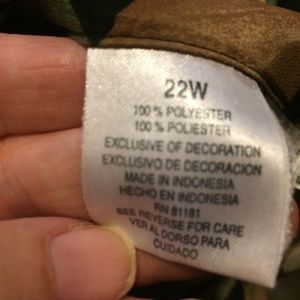 22W
100% POLYESTER
100% POLIESTER
EXCLUSIVE OF DECORATION
EXCLUSIVO DE DECORACION
MADE IN INDONESIA
HECHO EN INDONESIA
RN 81181
SEE REVERSE FOR CARE
VER AL DORSO PARA
CUIDADO